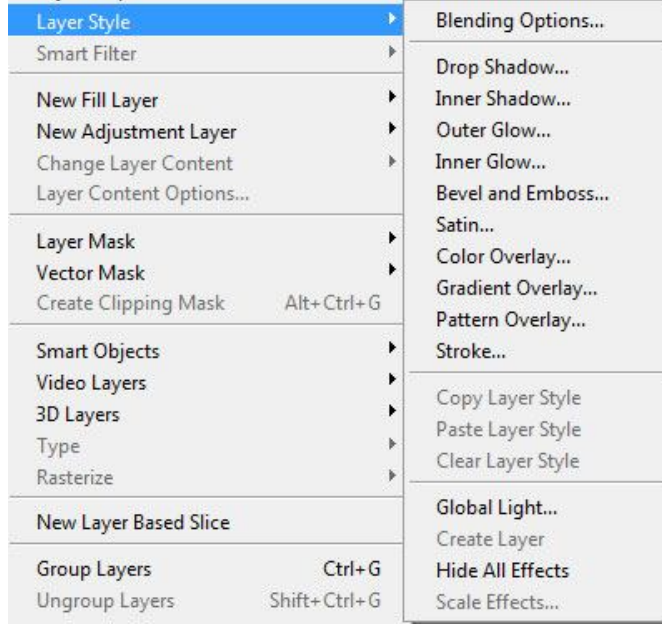 Layer Style
Smart Filter
New Fill Layer
New Adjustment Layer
Change Layer Content
Layer Content Options...
Layer Mask
Vector Mask
Create Clipping Mask Alt+Ctrl+G
Smart Objects
Video Layers
3D Layers
Type
Rasterize
New Layer Based Slice
Group Layers Ctrl+G
Ungroup Layers Shift+Ctrl+G
Blending Options...
Drop Shadow...
Inner Shadow...
Outer Glow...
Inner Glow...
Bevel and Emboss...
Satin...
Color Overlay...
Gradient Overlay...
Pattern Overlay...
Stroke...
Copy Layer Style
Paste Layer Style
Clear Layer Style
Global Light...
Create Layer
Hide All Effects
Scale Effects...